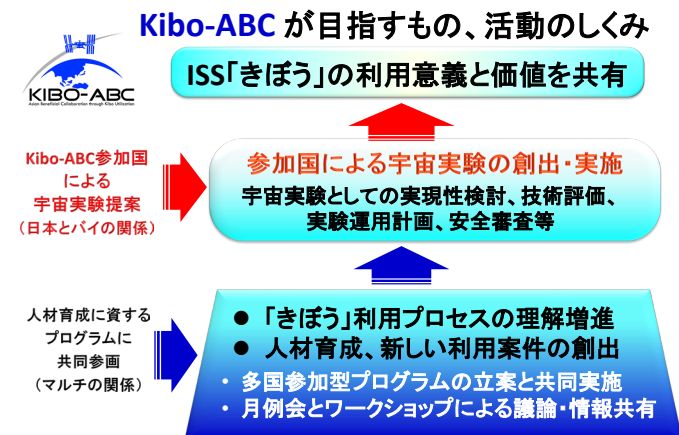 Kibo-ABC が目指すもの、活動のしくみ
KIBO-ABC
Asian Beneficial Collaboration through Kibo Utilization
ISS「きぼう」の利用意義と価値を共有
Kibo-ABC参加国
による
宇宙実験提案
（日本とバイの関係）
参加国による宇宙実験の創出・実施
宇宙実験としての実現性検討、技術評価、
実験運用計画、安全審査等
人材育成に資する
プログラムに
共同参画
（マルチの関係）
● 「きぼう」利用プロセスの理解増進
● 人材育成、新しい利用案件の創出
・ 多国参加型プログラムの立案と共同実施
・ 月例会とワークショップによる議論・情報共有